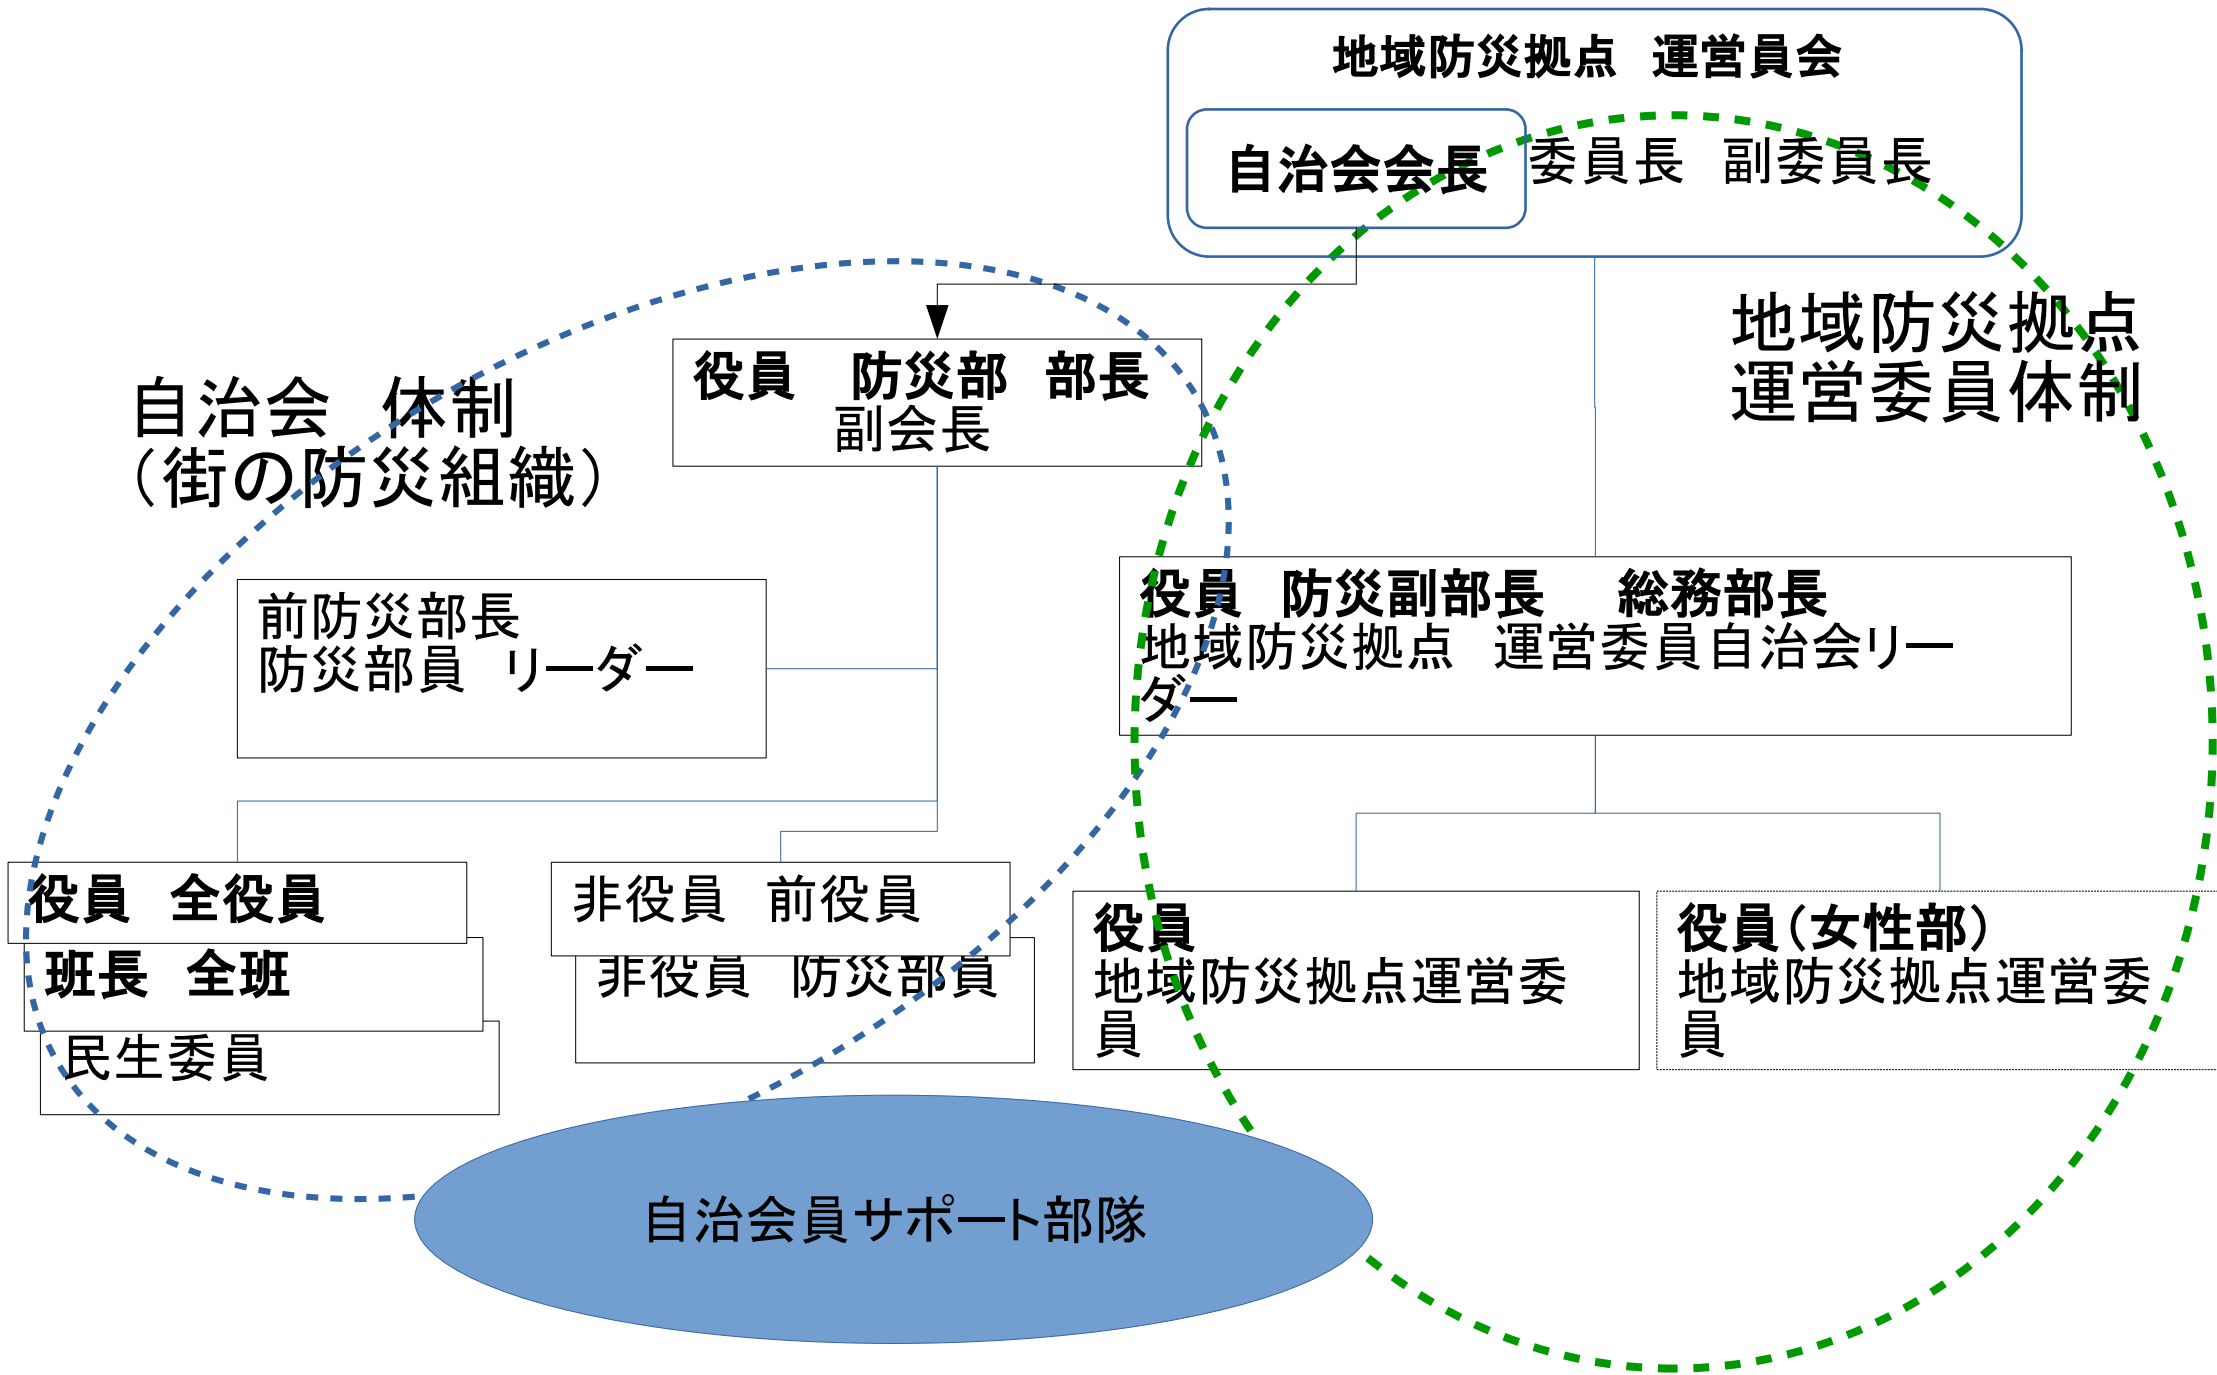 地域防災拠点　運営員会
自治会会長
委員長　副委員長
地域防災拠点
運営委員体制
役員　防災部　部長
副会長
自治会　体制
（街の防災組織）
前防災部長
防災部員　リーダー
役員　防災副部長　総務部長
地域防災拠点　運営委員自治会リー
ダー
役員　全役員
班長　全班
民生委員
非役員　前役員
非役員　防災部員
役員
地域防災拠点運営委
員
役員（女性部）
地域防災拠点運営委
員
自治会員サポート部隊